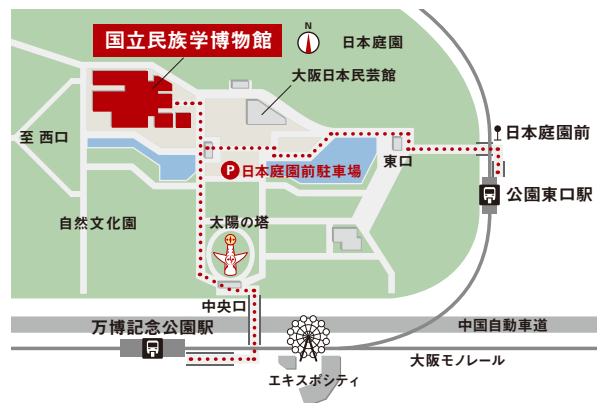 国立民族学博物館
N
日本庭園
大阪日本民芸館
至 西口
日本庭園前
P 日本庭園前駐車場
東口
公園東口駅
自然文化園
太陽の塔
中央口
万博記念公園駅
中国自動車道
大阪モノレール
エキスポシティ